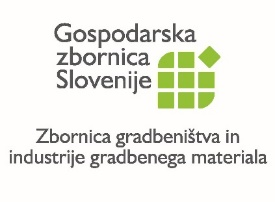 Gospodarska
zbornica
Slovenije
Zbornica gradbeništva in
industrije gradbenega materiala